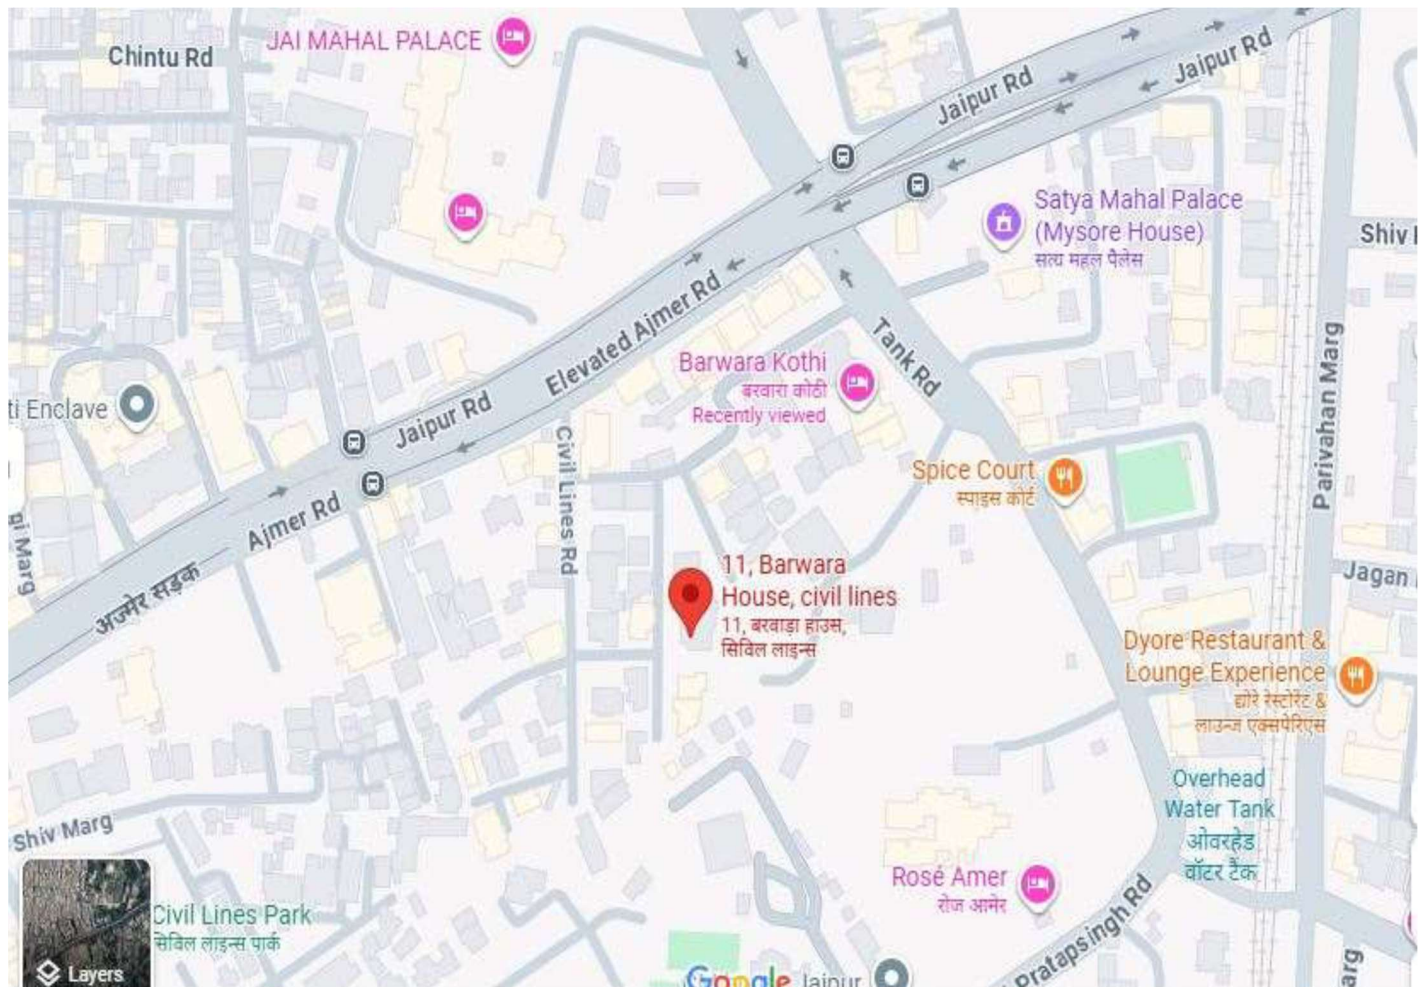 JAI MAHAL PALACE
Chintu Rd
Jaipur Rd
Jaipur Rd
Satya Mahal Palace
(Mysore House)
सत्य महल पैलेस
Shiv
Elevated Ajmer Rd
Tank Rd
Barwara Kothi
बरवारा कोठी
Recently viewed
ti Enclave
Jaipur Rd
Parivahan Marg
Civil Lines Rd
Spice Court
स्पाइस कोर्ट
Ajmer Rd
gi Marg
अजमेर सड़क
11, Barwara
House, civil lines
11, बरवाड़ा हाउस,
सिविल लाइन्स
Jagan
Dyore Restaurant &
Lounge Experience
द्योरे रेस्टोरेंट &
लाउन्ज एक्सपेरिएंस
Overhead
Water Tank
ओवरहेड
वॉटर टैंक
Shiv Marg
Rosé Amer
रोज आमेर
Civil Lines Park
सिविल लाइन्स पार्क
Pratapsingh Rd
arg
Layers
Google
Jaipur